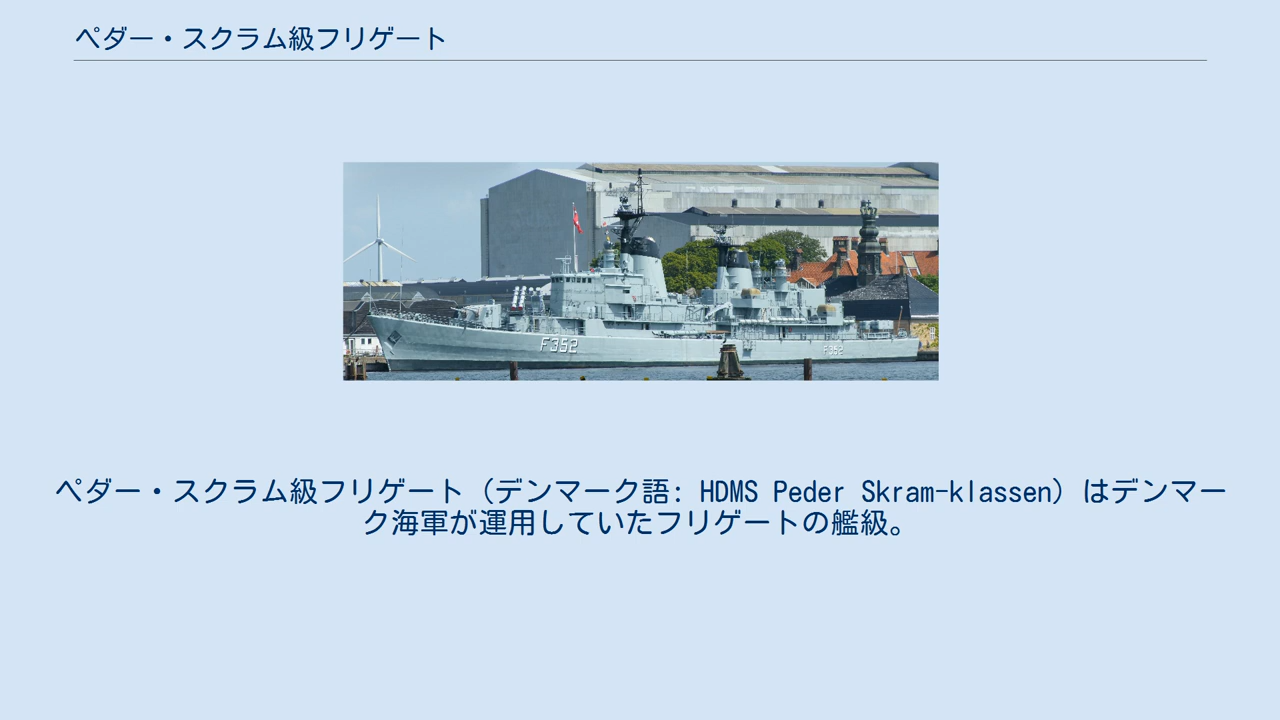 ペダー・スクラム級フリゲート
F352
F352
ペダー・スクラム級フリゲート（デンマーク語: HDMS Peder Skram-klassen）はデンマー
ク海軍が運用していたフリゲートの艦級。